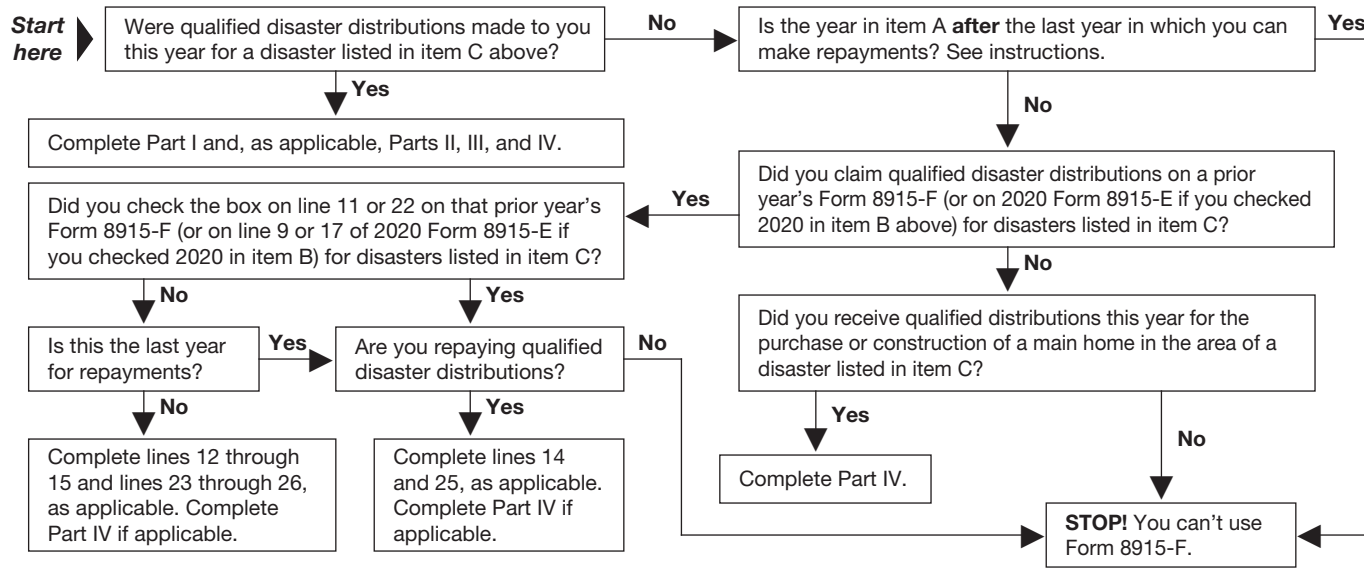 Start
here
Were qualified disaster distributions made to you
this year for a disaster listed in item C above?
No
Is the year in item A after the last year in which you can
make repayments? See instructions.
Yes
Yes
No
Complete Part I and, as applicable, Parts II, III, and IV.
Did you claim qualified disaster distributions on a prior
year's Form 8915-F (or on 2020 Form 8915-E if you checked
2020 in item B above) for disasters listed in item C?
Yes
Did you check the box on line 11 or 22 on that prior year's
Form 8915-F (or on line 9 or 17 of 2020 Form 8915-E if
you checked 2020 in item B) for disasters listed in item C?
No
No
Yes
Did you receive qualified distributions this year for the
purchase or construction of a main home in the area of a
disaster listed in item C?
Is this the last year
for repayments?
Yes
Are you repaying qualified
disaster distributions?
No
No
Yes
Yes
No
Complete lines 12 through
15 and lines 23 through 26,
as applicable. Complete
Part IV if applicable.
Complete lines 14
and 25, as applicable.
Complete Part IV if
applicable.
Complete Part IV.
STOP! You can't use
Form 8915-F.